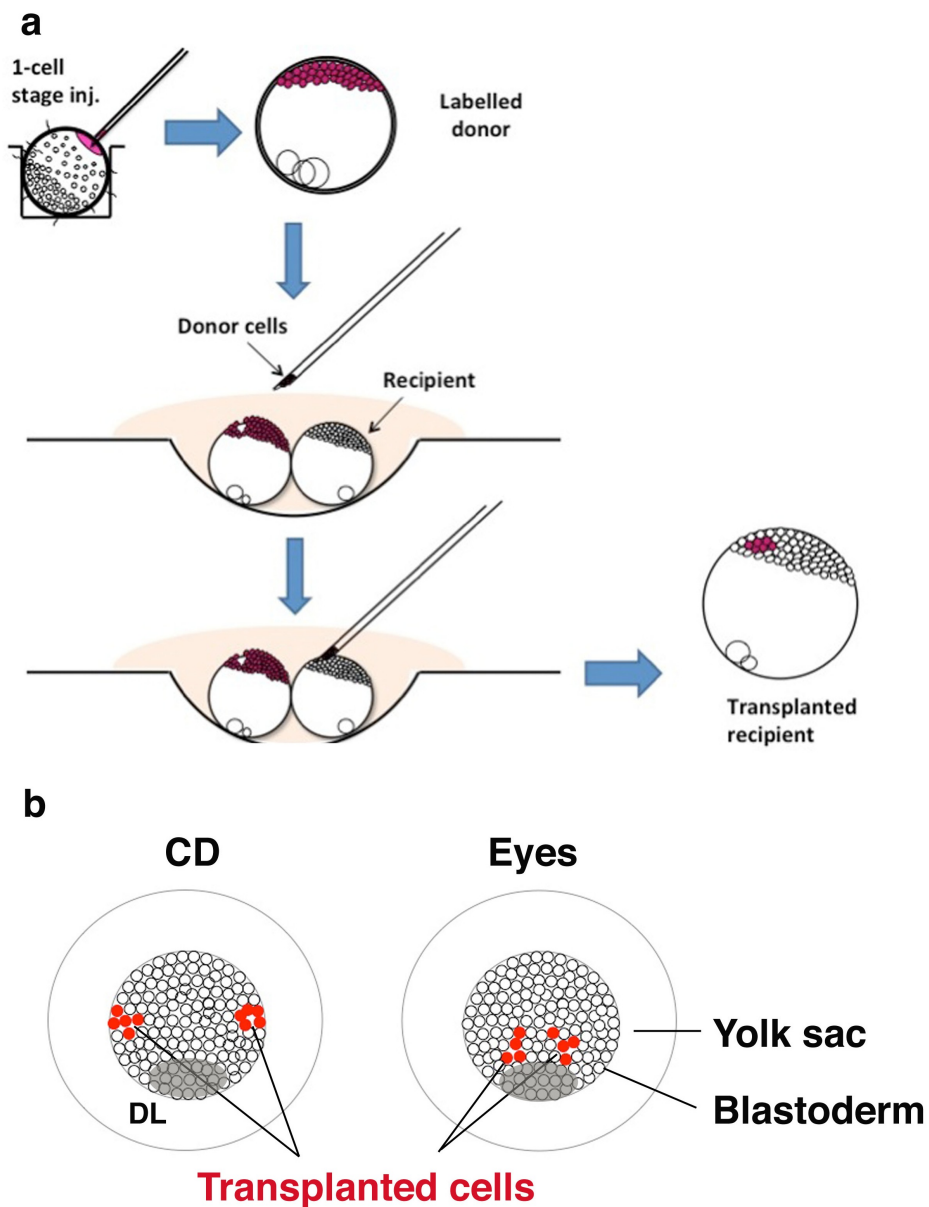 a
1-cell
stage inj.
Labelled
donor
Donor cells
Recipient
Transplanted
recipient
b
CD
Eyes
Yolk sac
Blastoderm
DL
Transplanted cells